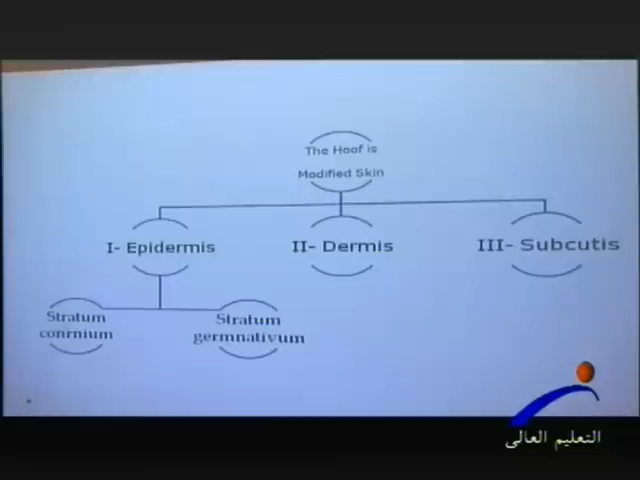 The Hoof is
Modified Skin
I- Epidermis
II- Dermis
III- Subcutis
Stratum
conrnium
Stratum
germnativum
التعليم العالى